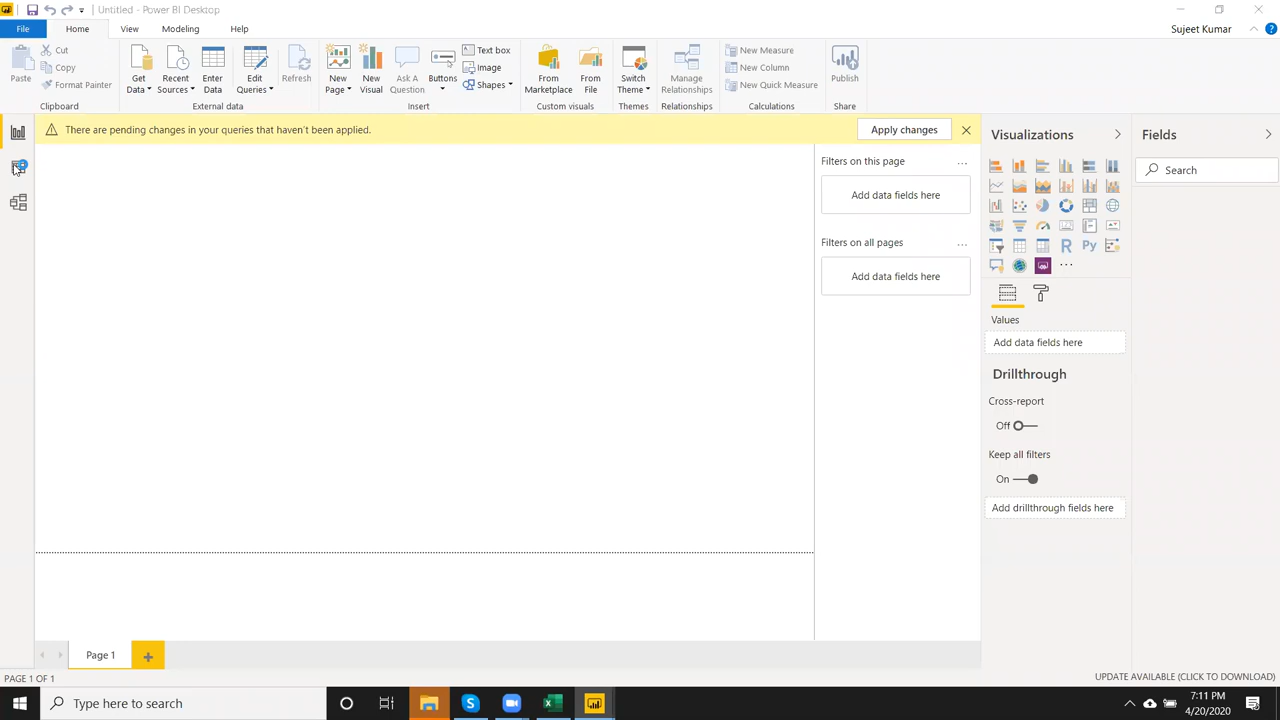 Untitled - Power BI Desktop
File
Home
View
Modeling
Help
Sujeet Kumar
Paste
Cut
Copy
Format Painter
Clipboard
Get Data
Recent Sources
Enter Data
Edit Queries
Refresh
External data
New Page
New Visual
Ask A Question
Buttons
Text box
Image
Shapes
Insert
From Marketplace
From File
Custom visuals
Switch Theme
Themes
Manage Relationships
Relationships
New Measure
New Column
New Quick Measure
Calculations
Publish
Share
There are pending changes in your queries that haven't been applied.
Apply changes
Filters on this page
...
Add data fields here
Filters on all pages
...
Add data fields here
Visualizations
R
Py
...
Values
Add data fields here
Drillthrough
Cross-report
Off
Keep all filters
On
Add drillthrough fields here
Fields
Search
Page 1
+
PAGE 1 OF 1
UPDATE AVAILABLE (CLICK TO DOWNLOAD)
Type here to search
7:11 PM
4/20/2020